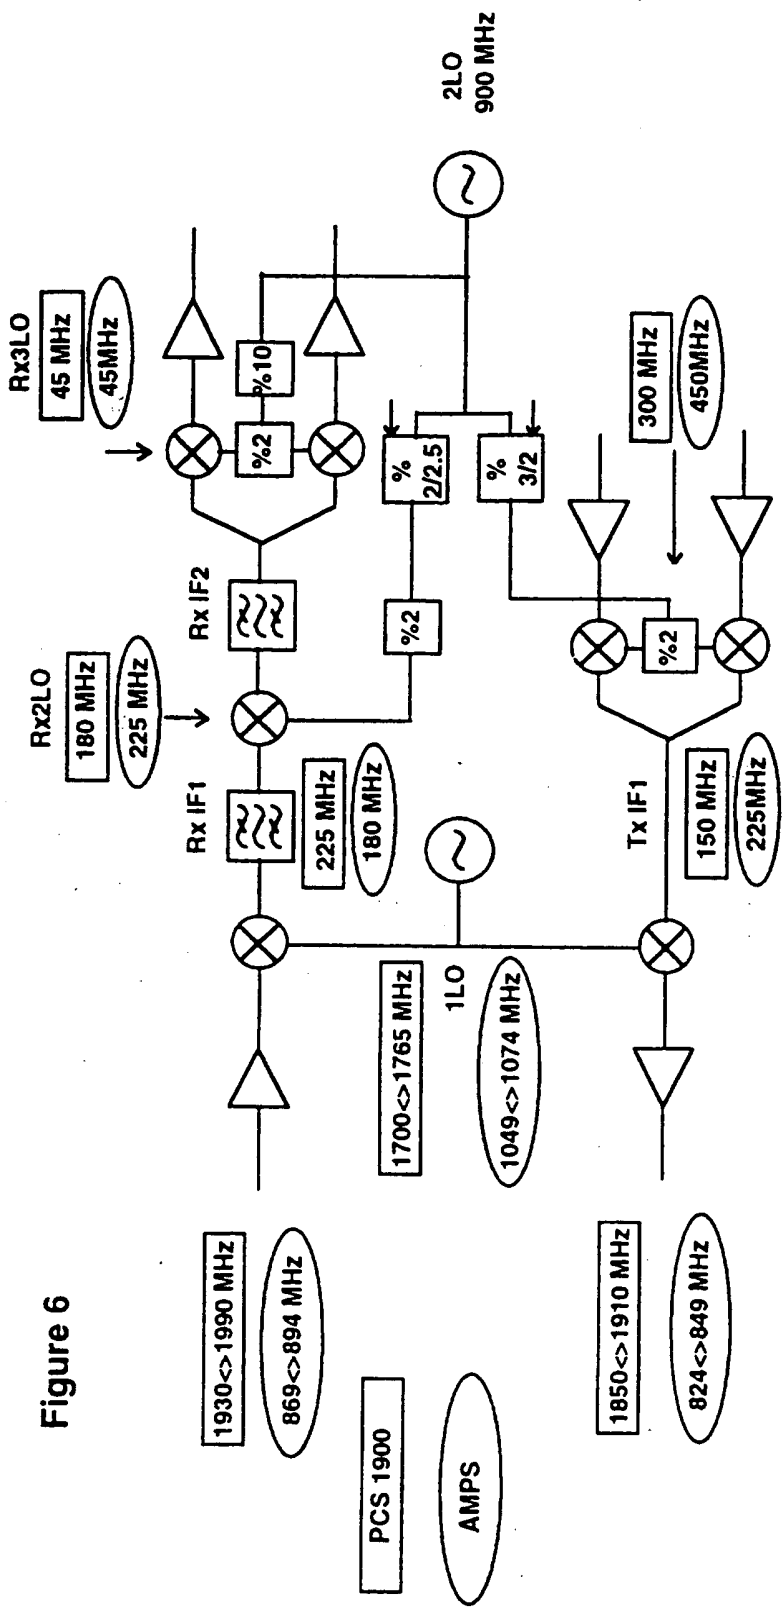 Figure 6
PCS 1900
AMPS
1930<>1990 MHz
869<>894 MHz
1850<>1910 MHz
824<>849 MHz
1700<>1765 MHz
1LO
1049<>1074 MHz
Rx IF1
225 MHz
180 MHz
Rx2LO
180 MHz
225 MHz
Rx IF2
Rx3LO
45 MHz
45MHz
%2
%10
%2
%
2/2.5
%
3/2
2LO
900 MHz
Tx IF1
150 MHz
225MHz
%2
300 MHz
450MHz